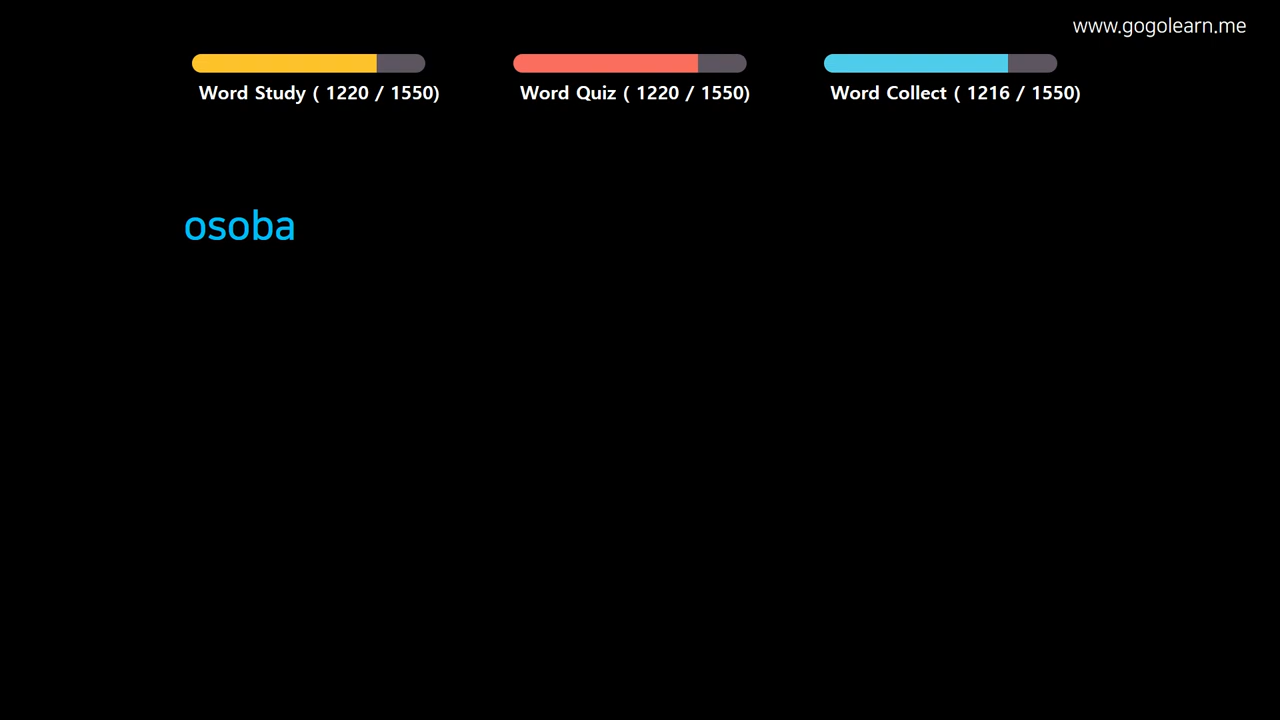 www.gogolearn.me
Word Study ( 1220 / 1550)
Word Quiz ( 1220 / 1550)
Word Collect ( 1216 / 1550)
osoba